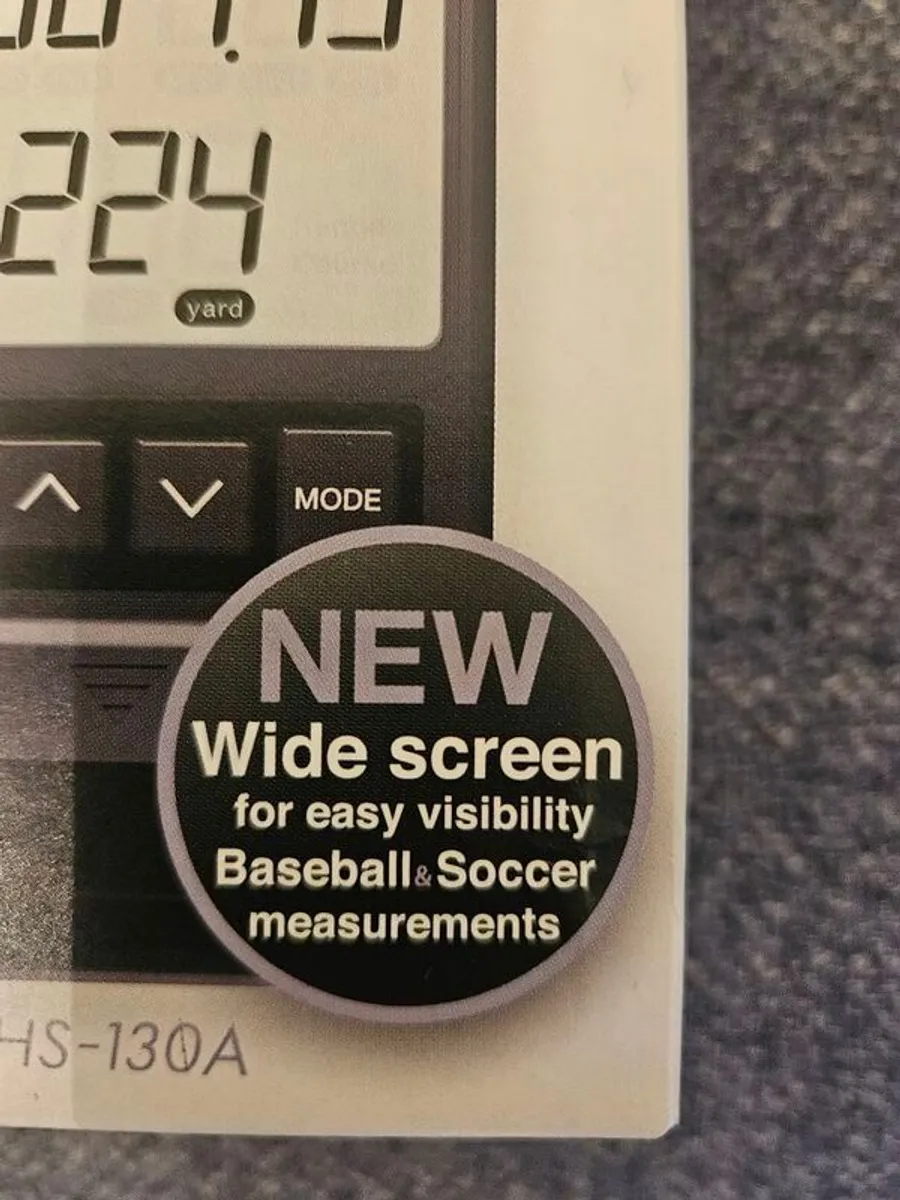 224
yard
MODE
NEW
Wide screen
for easy visibility
Baseball & Soccer
measurements
HS-130A